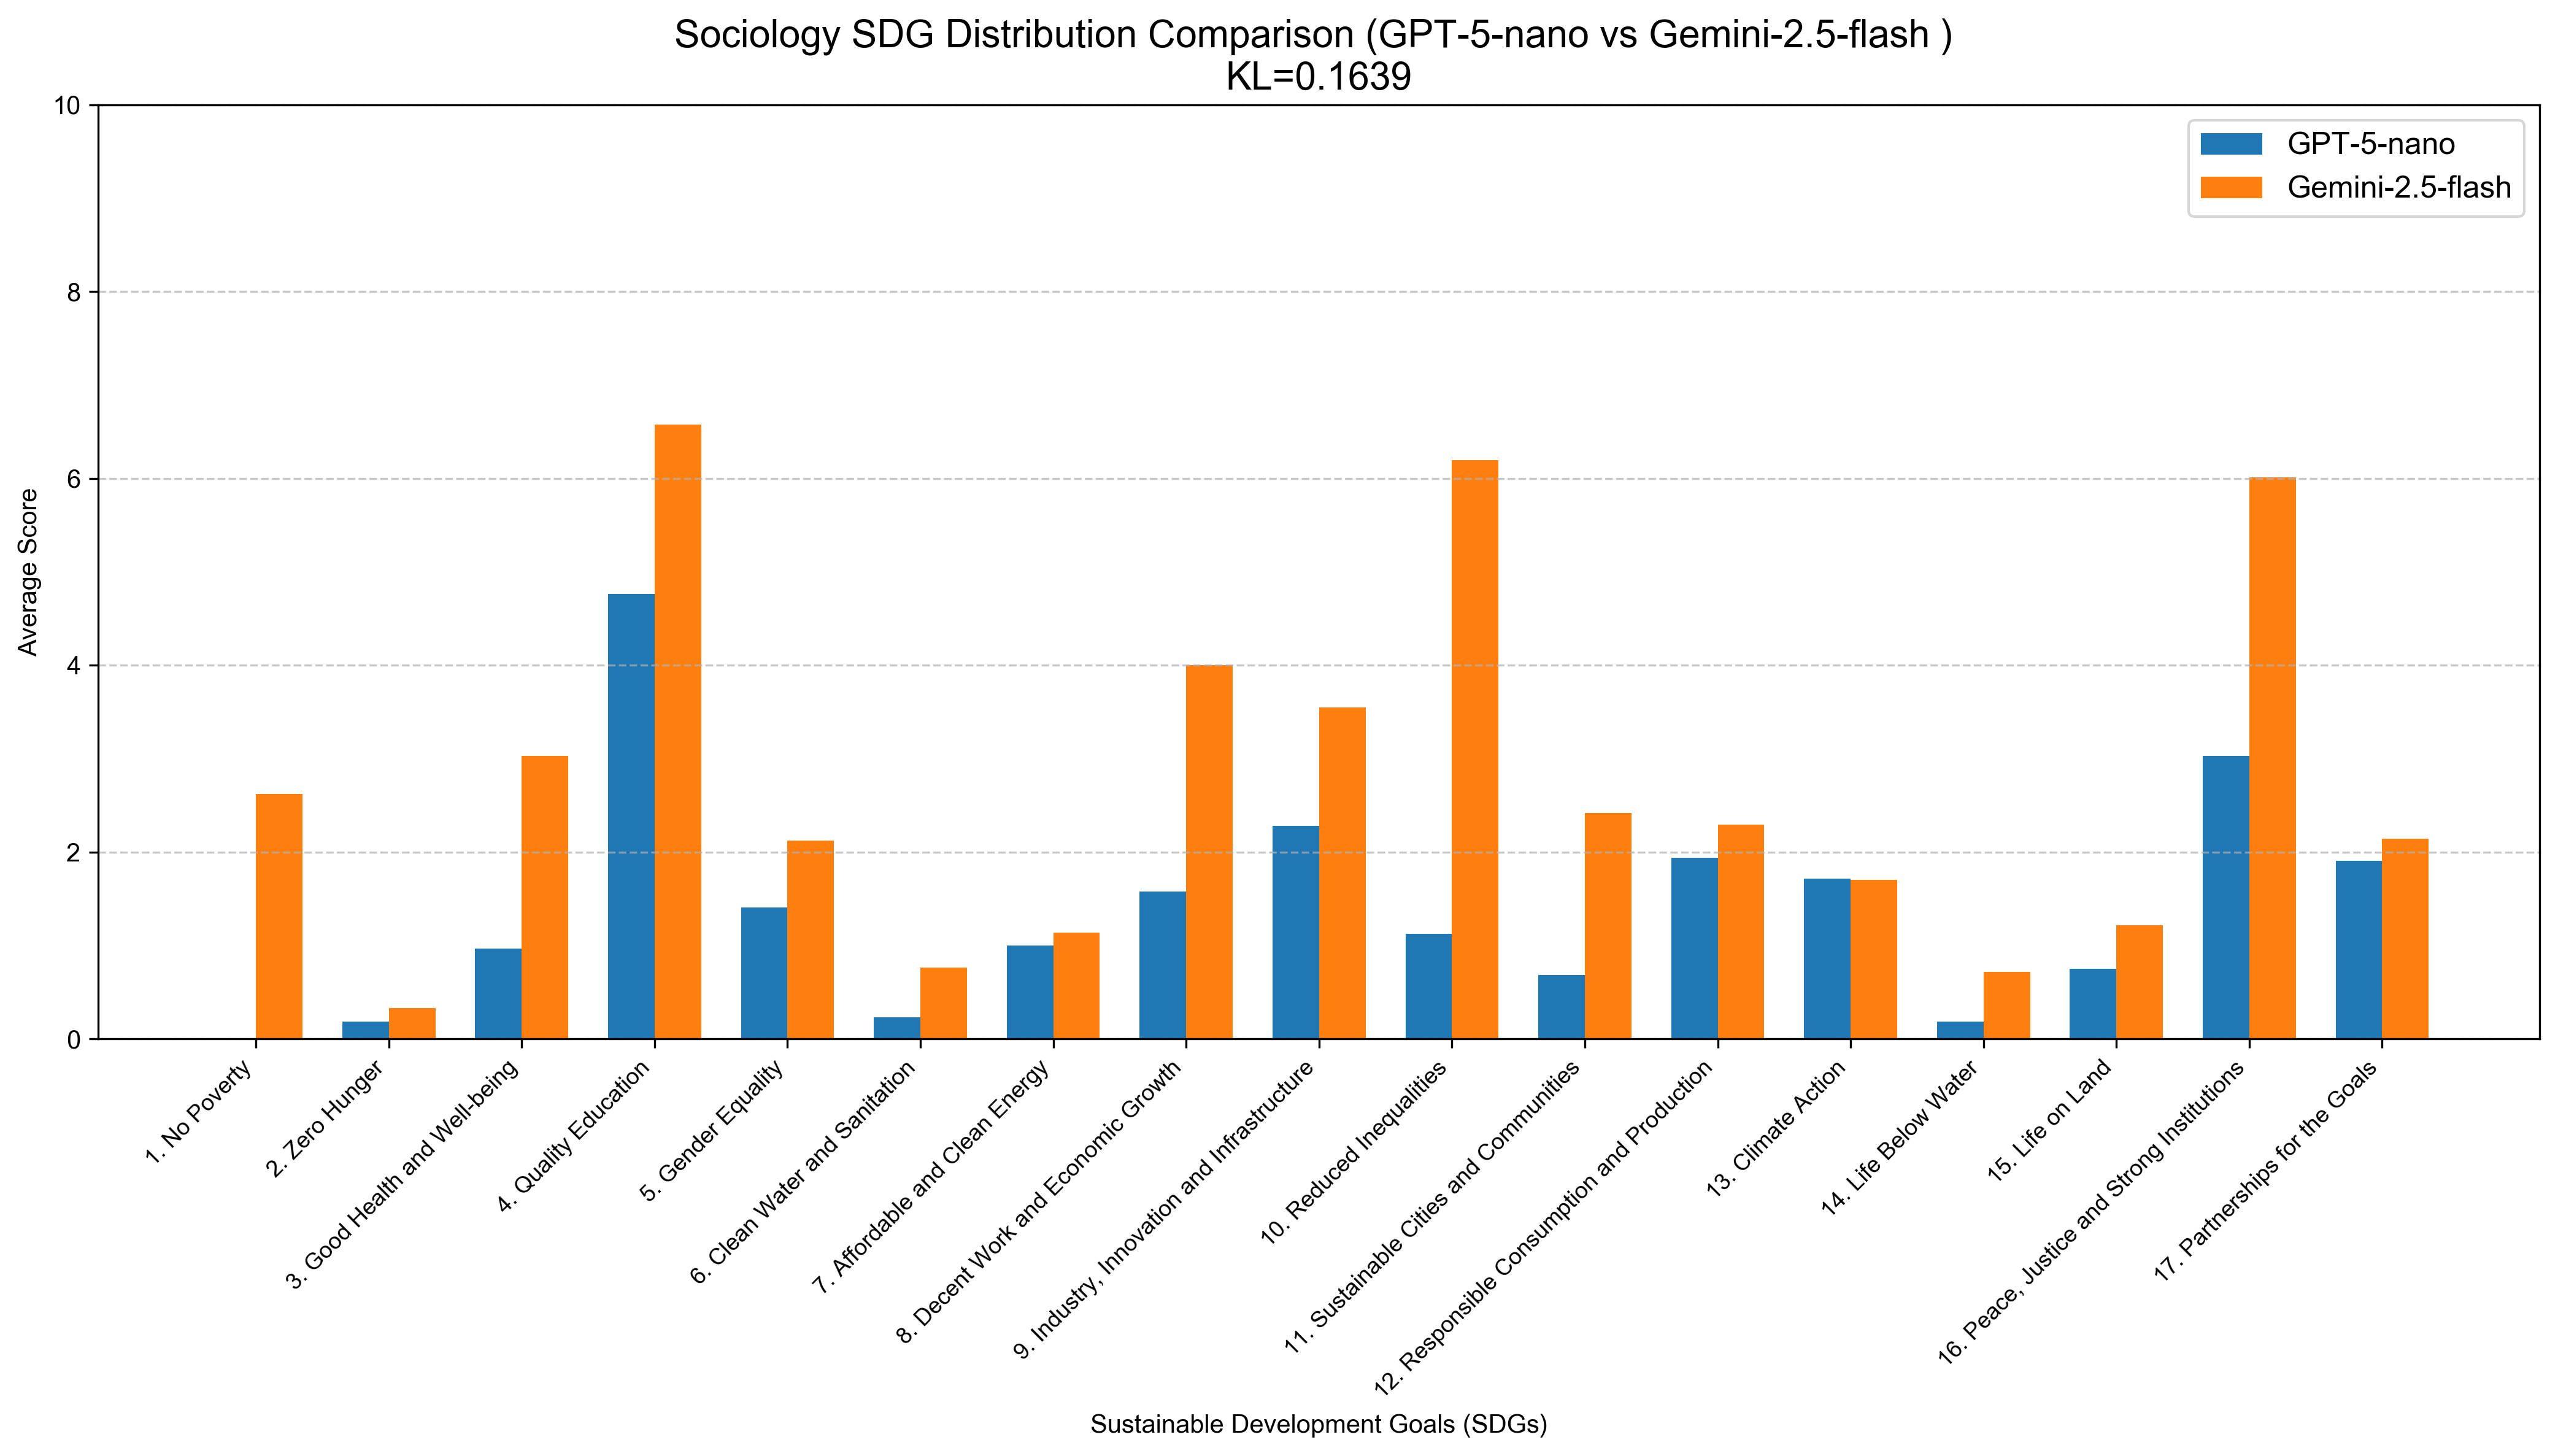 Sociology SDG Distribution Comparison (GPT-5-nano vs Gemini-2.5-flash )
KL=0.1639
GPT-5-nano
Gemini-2.5-flash
Average Score
10
8
6
4
2
0
1. No Poverty
2. Zero Hunger
3. Good Health and Well-being
4. Quality Education
5. Gender Equality
6. Clean Water and Sanitation
7. Affordable and Clean Energy
8. Decent Work and Economic Growth
9. Industry, Innovation and Infrastructure
10. Reduced Inequalities
11. Sustainable Cities and Communities
12. Responsible Consumption and Production
13. Climate Action
14. Life Below Water
15. Life on Land
16. Peace, Justice and Strong Institutions
17. Partnerships for the Goals
Sustainable Development Goals (SDGs)